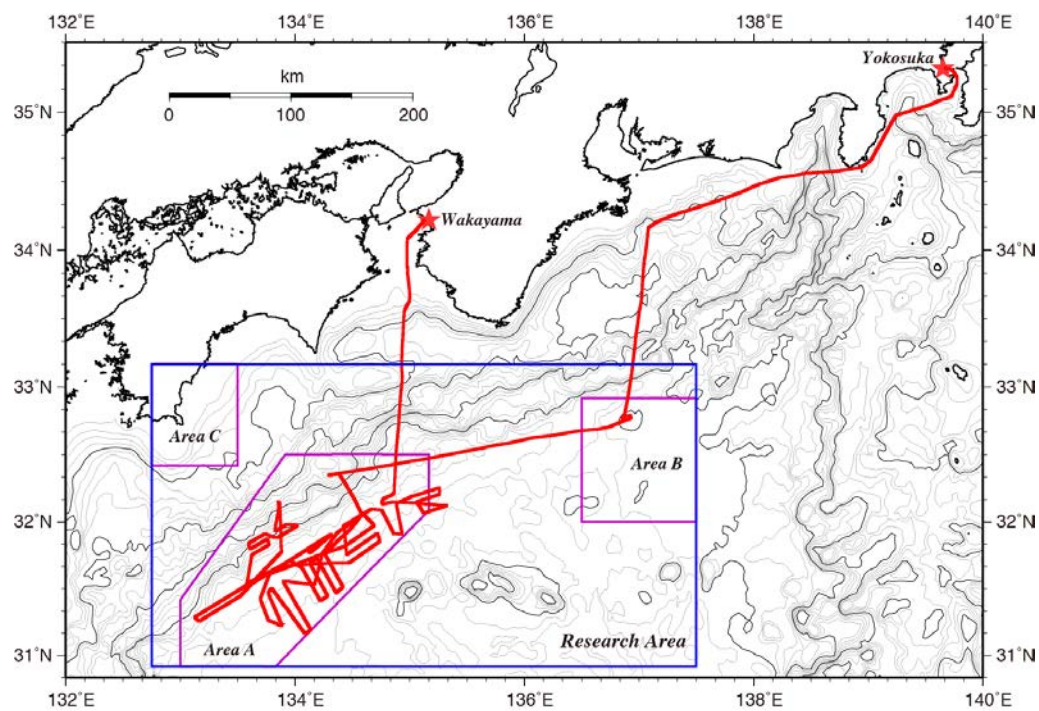 132°E 134°E 136°E 138°E 140°E
Yokosuka
km
0 100 200
35°N 35°N
Wakayama
34°N 34°N
33°N 33°N
Area C
Area B
32°N 32°N
Area A
Research Area
31°N 31°N
132°E 134°E 136°E 138°E 140°E